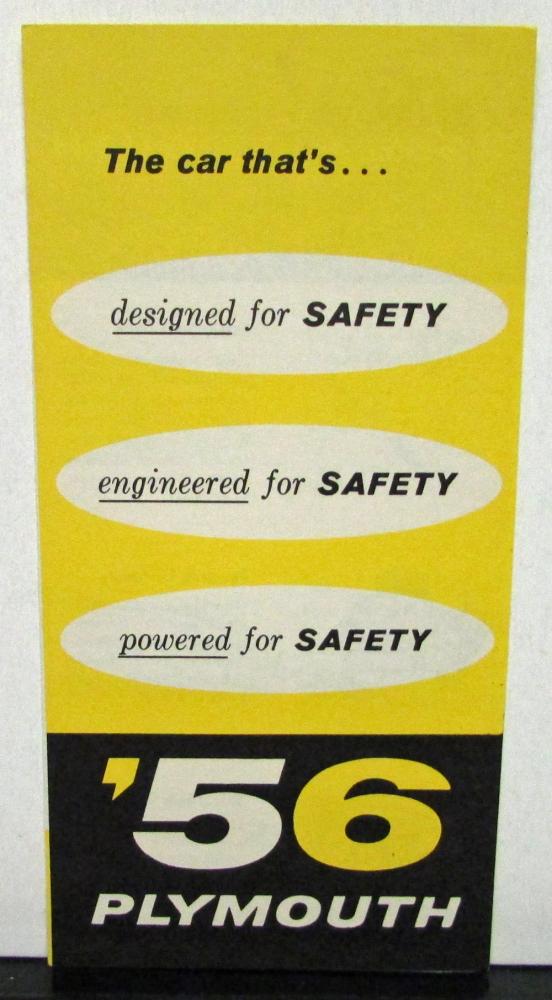 The car that's...
designed for SAFETY
engineered for SAFETY
powered for SAFETY
'56
PLYMOUTH